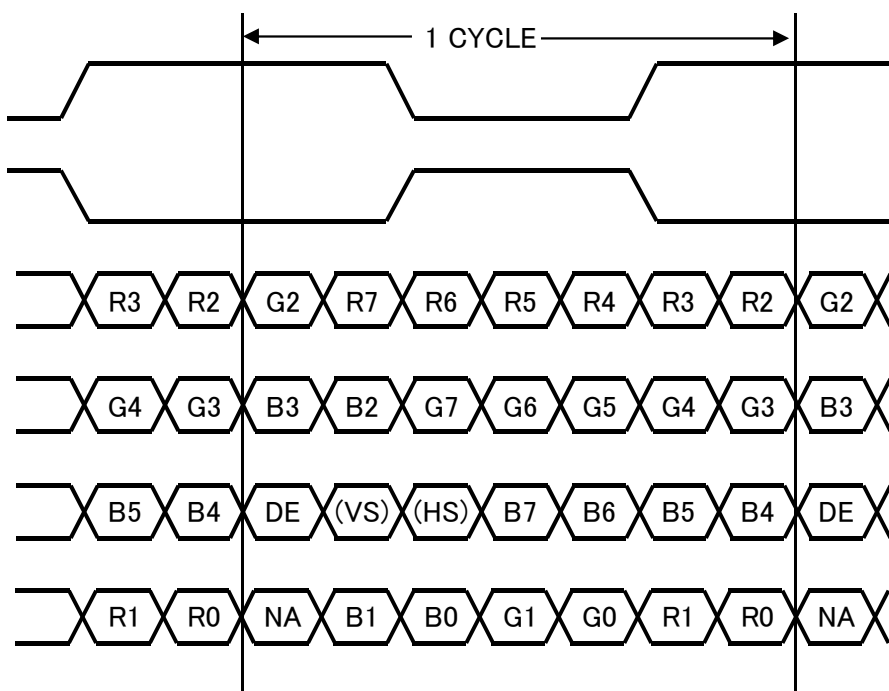 1 CYCLE
R3 R2 G2 R7 R6 R5 R4 R3 R2 G2
G4 G3 B3 B2 G7 G6 G5 G4 G3 B3
B5 B4 DE (VS) (HS) B7 B6 B5 B4 DE
R1 R0 NA B1 B0 G1 G0 R1 R0 NA